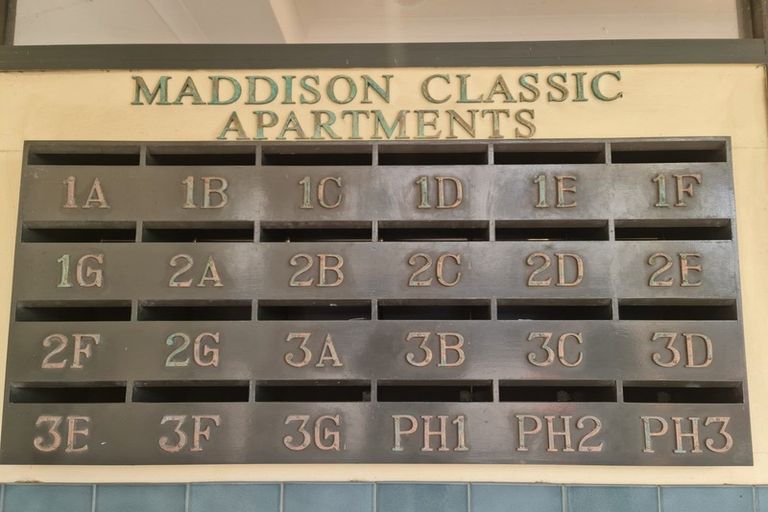 MADDISON CLASSIC
APARTMENTS
1A 1B 1C 1D 1E 1F
1G 2A 2B 2C 2D 2E
2F 2G 3A 3B 3C 3D
3E 3F 3G PH1 PH2 PH3